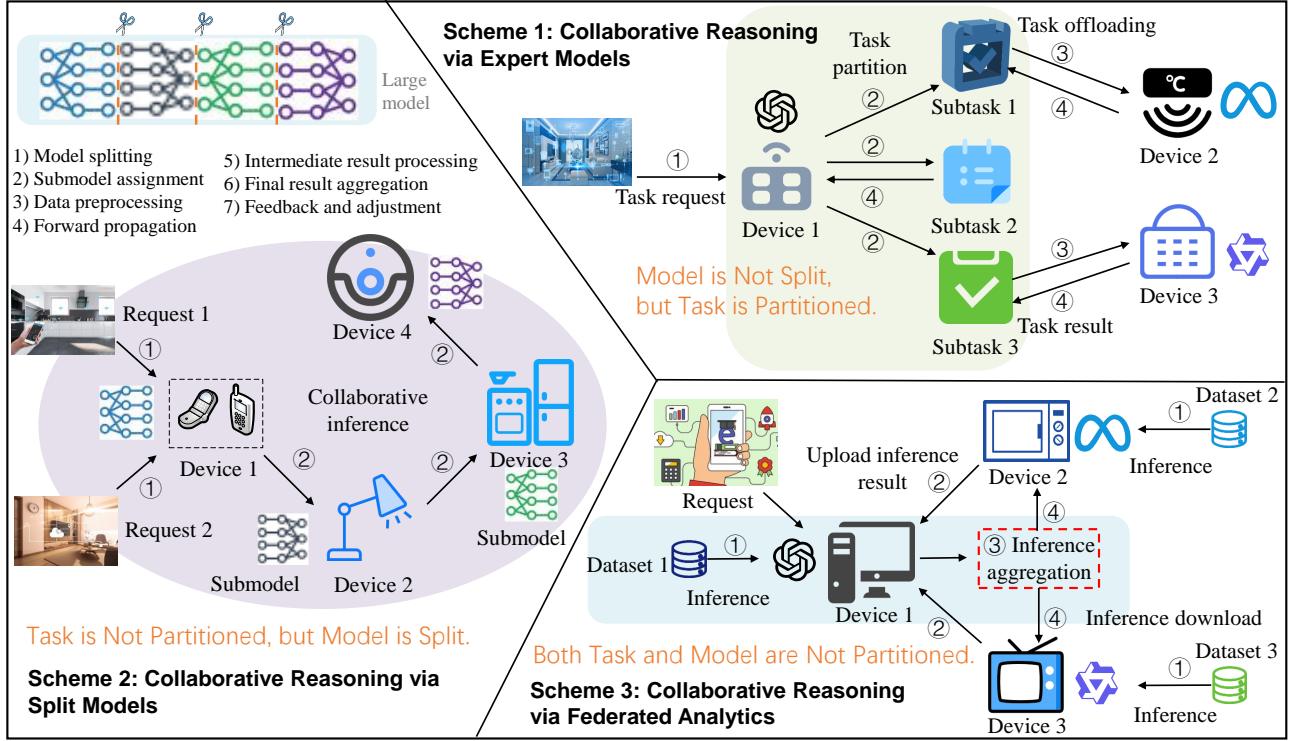 Large
model
1) Model splitting
2) Submodel assignment
3) Data preprocessing
4) Forward propagation
5) Intermediate result processing
6) Final result aggregation
7) Feedback and adjustment
Request 1
①
Device 1
Request 2
①
②
Submodel
Device 2
②
Collaborative
inference
Device 3
Submodel
②
Device 4
Task is Not Partitioned, but Model is Split.
Scheme 2: Collaborative Reasoning via
Split Models
Scheme 1: Collaborative Reasoning
via Expert Models
①
Task request
Device 1
Task
partition
②
②
④
②
Subtask 1
Subtask 2
Subtask 3
Task offloading
③
④
℃
Device 2
③
④
Task result
Device 3
Model is Not Split,
but Task is Partitioned.
Request
e
Upload inference
result
②
Device 2
①
Dataset 2
Inference
Dataset 1
①
Inference
Device 1
③ Inference
aggregation
④
④
②
Inference download
Device 3
①
Dataset 3
Inference
Both Task and Model are Not Partitioned.
Scheme 3: Collaborative Reasoning
via Federated Analytics